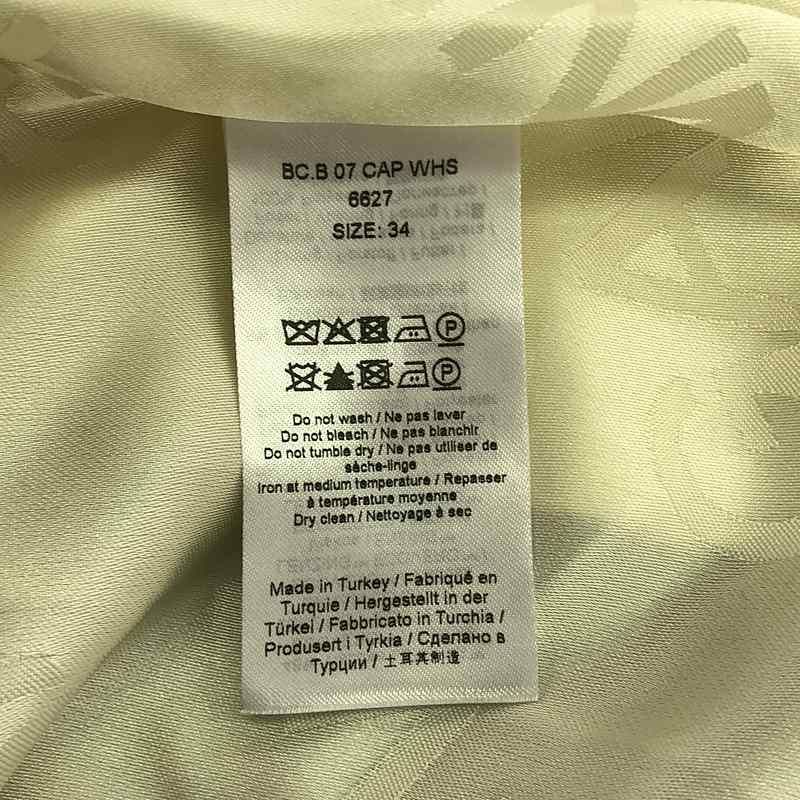 BC.B 07 CAP WHS
6627
SIZE: 34
P
P
Do not wash / Ne pas laver
Do not bleach / Ne pas blanchir
Do not tumble dry / Ne pas utiliser de
sèche-linge
Iron at medium temperature / Repasser
à température moyenne
Dry clean / Nettoyage à sec
Made in Turkey / Fabriqué en
Turquie / Hergestellt in der
Türkei / Fabbricato in Turchia /
Produsert i Tyrkia / Сделано в
Турции / 土耳其制造